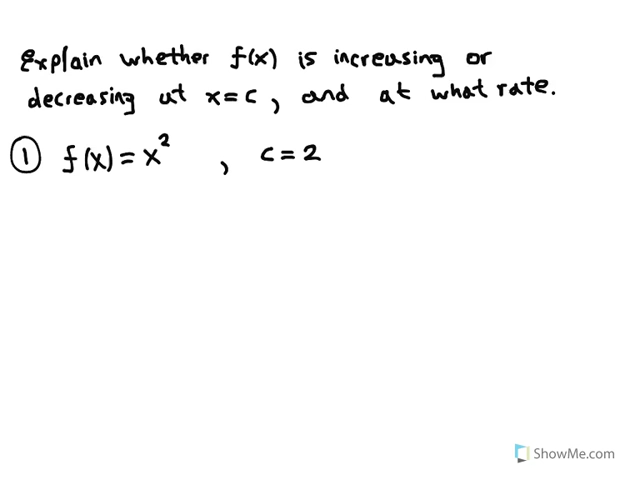 Explain whether f(x) is increasing or
decreasing at x=c, and at what rate.
① f(x) = x² , c = 2
ShowMe.com